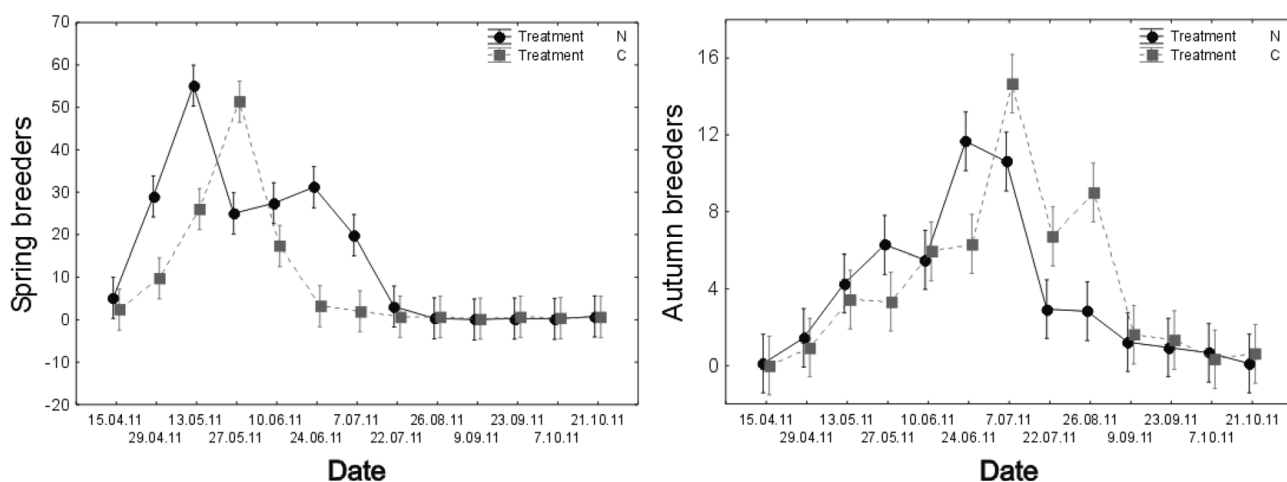 Spring breeders
70
60
50
40
30
20
10
0
-10
-20
Treatment N
Treatment C
15.04.11 13.05.11 10.06.11 7.07.11 26.08.11 23.09.11 21.10.11
29.04.11 27.05.11 24.06.11 22.07.11 9.09.11 7.10.11
Date
Autumn breeders
16
12
8
4
0
Treatment N
Treatment C
15.04.11 13.05.11 10.06.11 7.07.11 26.08.11 23.09.11 21.10.11
29.04.11 27.05.11 24.06.11 22.07.11 9.09.11 7.10.11
Date